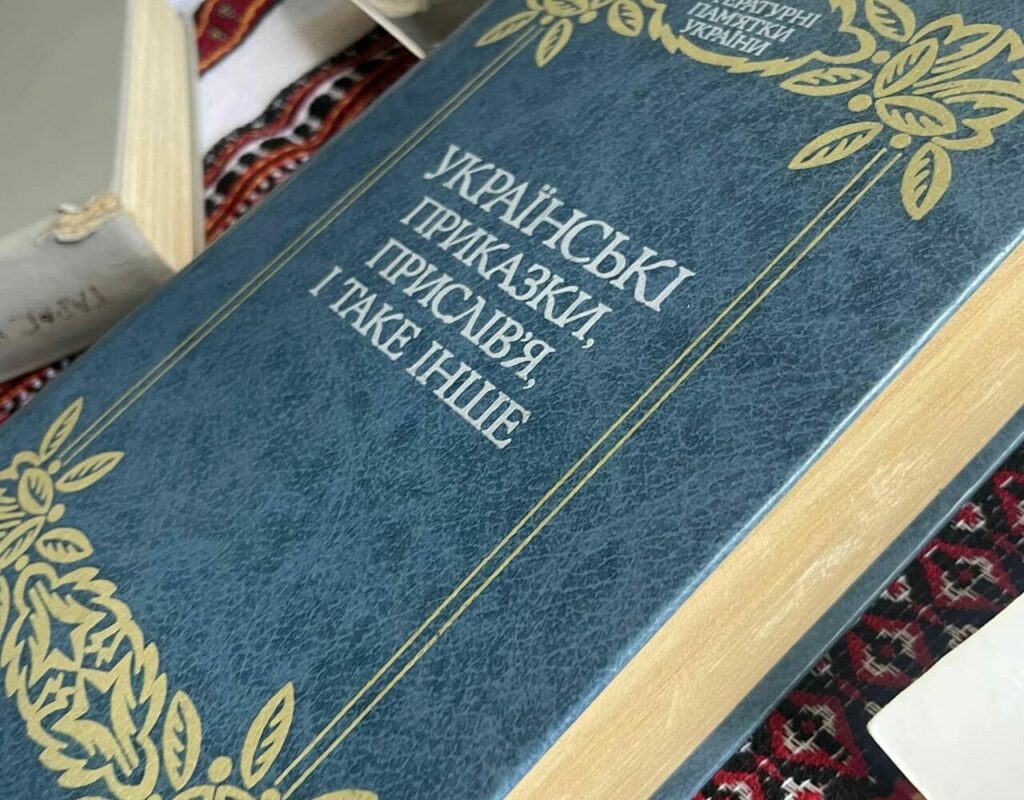 ПАМ'ЯТКИ
УКРАЇНИ
УКРАЇНСЬКІ
ПРИКАЗКИ,
ПРИСЛІВ'Я,
І ТАКЕ ІНШЕ